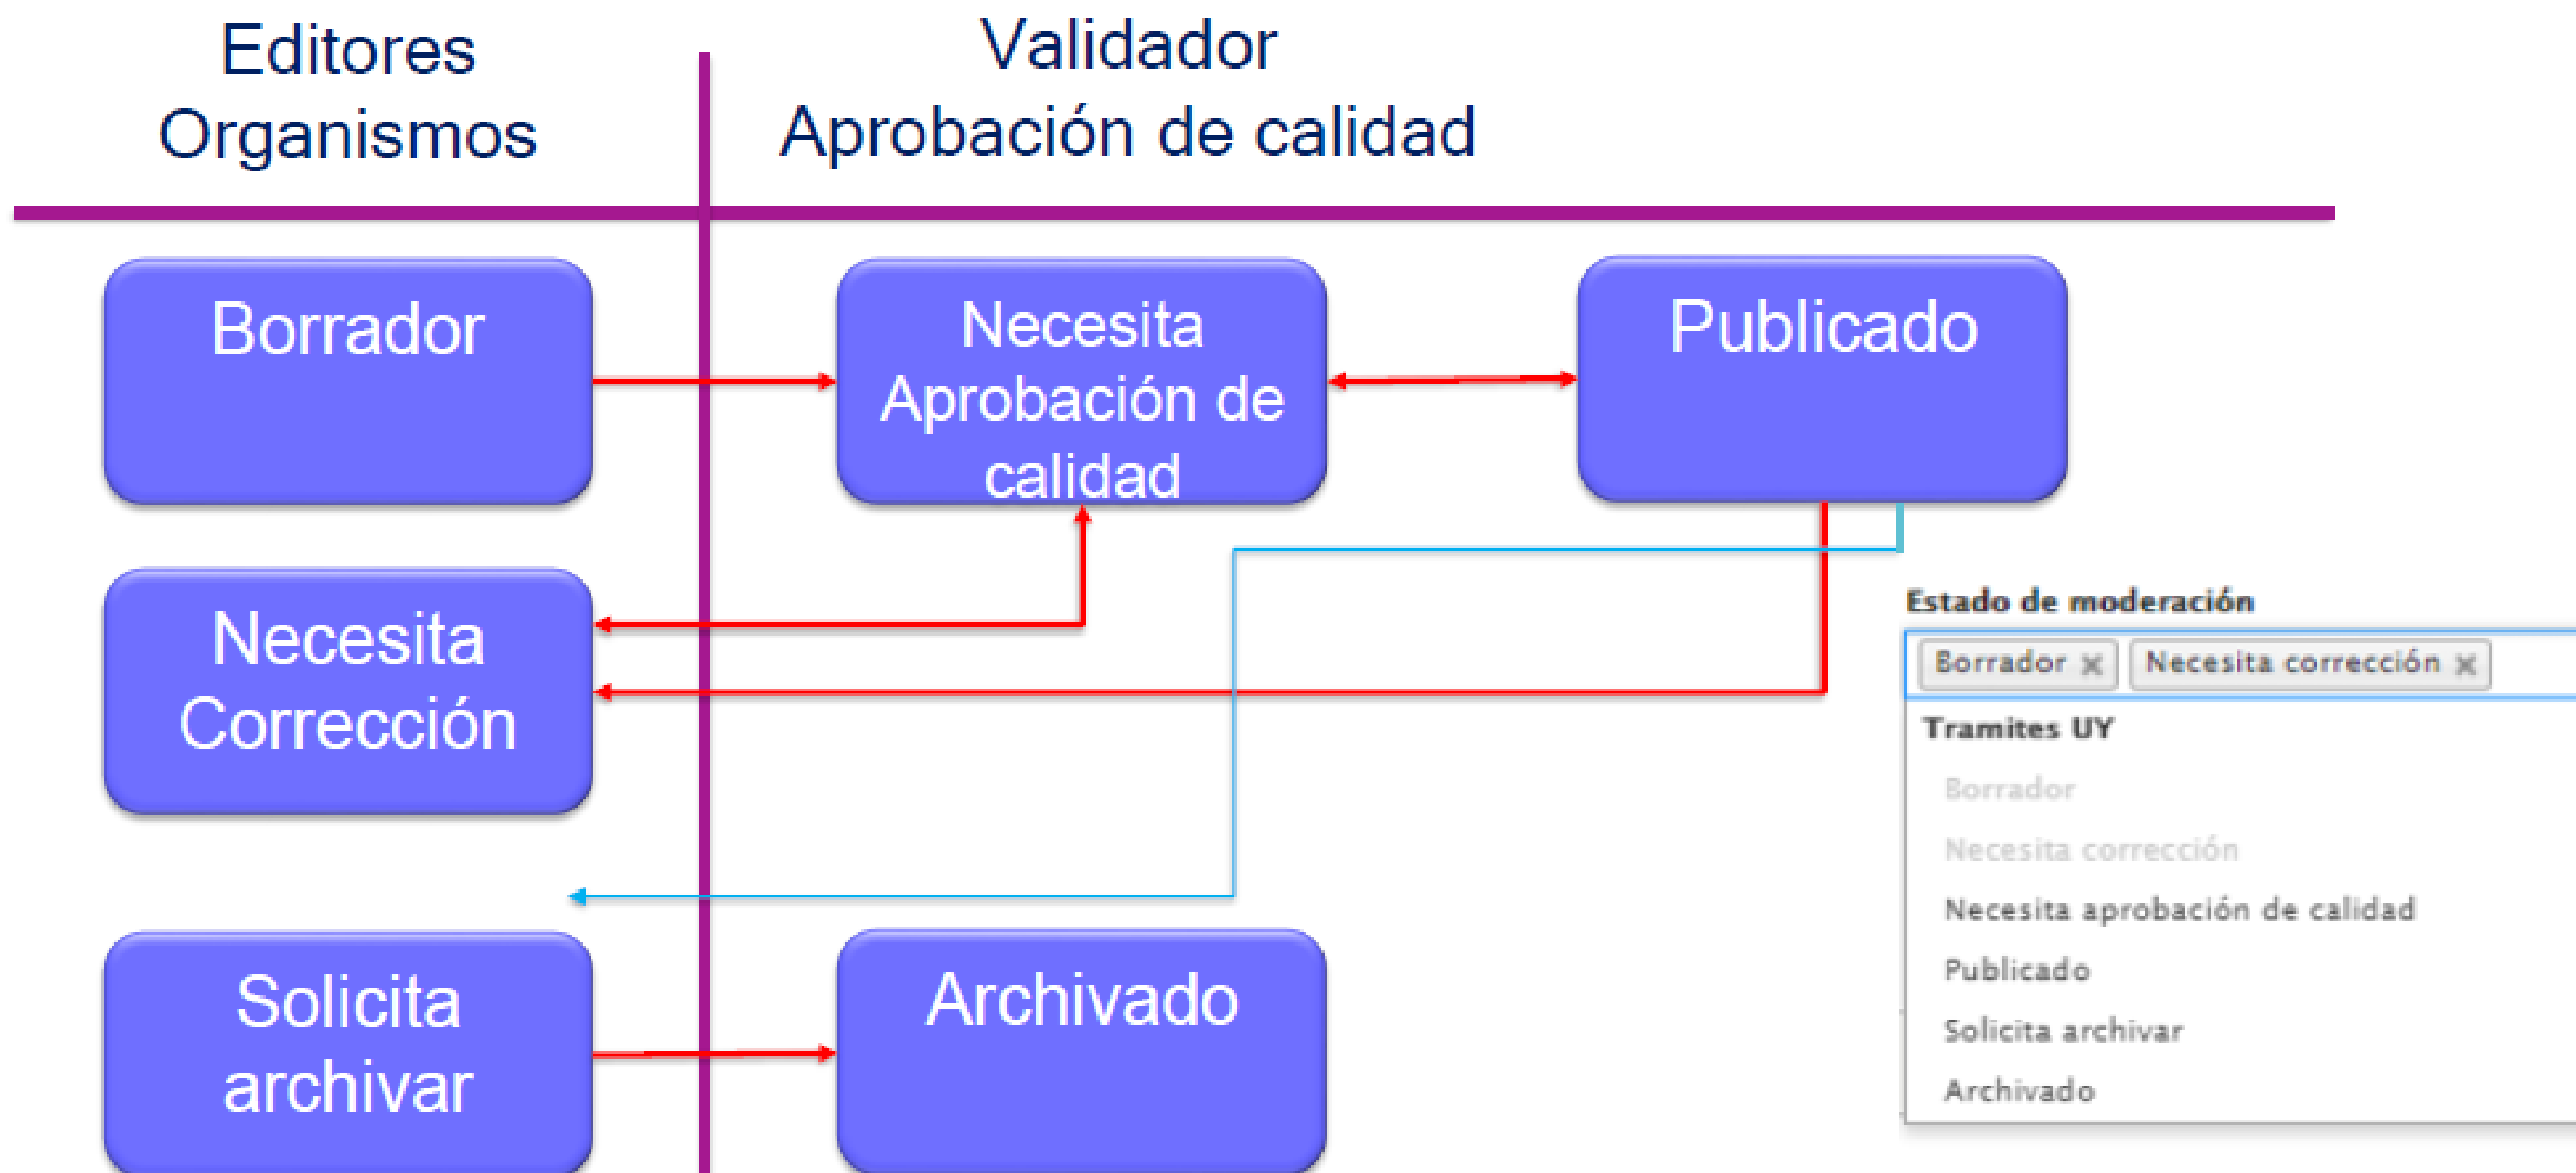 Editores
Organismos
Validador
Aprobación de calidad
Borrador
Necesita
Aprobación de
calidad
Publicado
Necesita
Corrección
Solicita
archivar
Archivado
Estado de moderación
Borrador x Necesita corrección x
Tramites UY
Borrador
Necesita corrección
Necesita aprobación de calidad
Publicado
Solicita archivar
Archivado